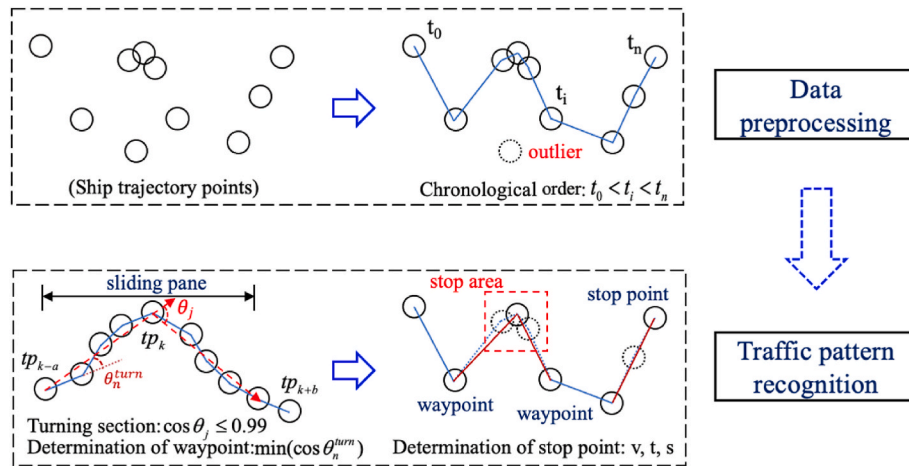 t₀
tₙ
tᵢ
outlier
(Ship trajectory points)
Chronological order: t₀ < tᵢ < tₙ
Data
preprocessing
sliding pane
θⱼ
tpₖ
tpₖ₋ₐ
θₙᵗᵘʳⁿ
tpₖ₊b
Turning section: cos θⱼ ≤ 0.99
Determination of waypoint: min(cos θₙᵗᵘʳⁿ)
stop area
stop point
waypoint
waypoint
Determination of stop point: v, t, s
Traffic pattern
recognition